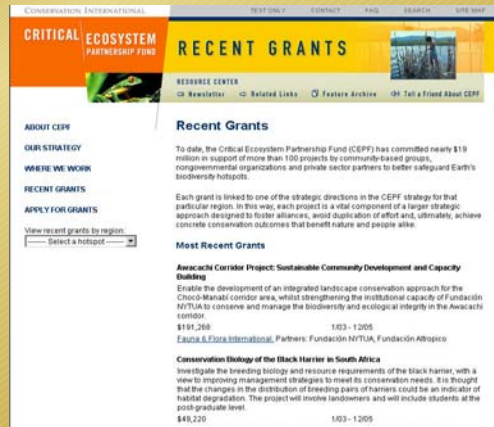 CONSERVATION INTERNATIONAL
TEXT ONLY CONTACT FAQ SEARCH SITE MAP
CRITICAL ECOSYSTEM
PARTNERSHIP FUND
RECENT GRANTS
RESOURCE CENTER
Newsletter Related Links Feature Archive Tell a Friend About CEPF
ABOUT CEPF
OUR STRATEGY
WHERE WE WORK
RECENT GRANTS
APPLY FOR GRANTS
View recent grants by region:
------ Select a hotspot ------
Recent Grants
To date, the Critical Ecosystem Partnership Fund (CEPF) has committed nearly $19
million in support of more than 100 projects by community-based groups,
nongovernmental organizations and private sector partners to better safeguard Earth's
biodiversity hotspots.
Each grant is linked to one of the strategic directions in the CEPF strategy for that
particular region. In this way, each project is a vital component of a larger strategic
approach designed to foster alliances, avoid duplication of effort and, ultimately, achieve
concrete conservation outcomes that benefit nature and people alike.
Most Recent Grants
Awacachi Corridor Project: Sustainable Community Development and Capacity
Building
Enable the development of an integrated landscape conservation approach for the
Chocó-Manabí corridor area, whilst strengthening the institutional capacity of Fundación
NYTUA to conserve and manage the biodiversity and ecological integrity in the Awacachi
corridor.
$191,268 1/03 - 12/05
Fauna & Flora International, Partners: Fundación NYTUA, Fundación Altropico
Conservation Biology of the Black Harrier in South Africa
Investigate the breeding biology and resource requirements of the black harrier, with a
view to improving management strategies to meet its conservation needs. It is thought
that the changes in the distribution of breeding pairs of harriers could be an indicator of
habitat degradation. The project will involve landowners and will include students at the
post-graduate level.
$49,220 1/03 - 12/05